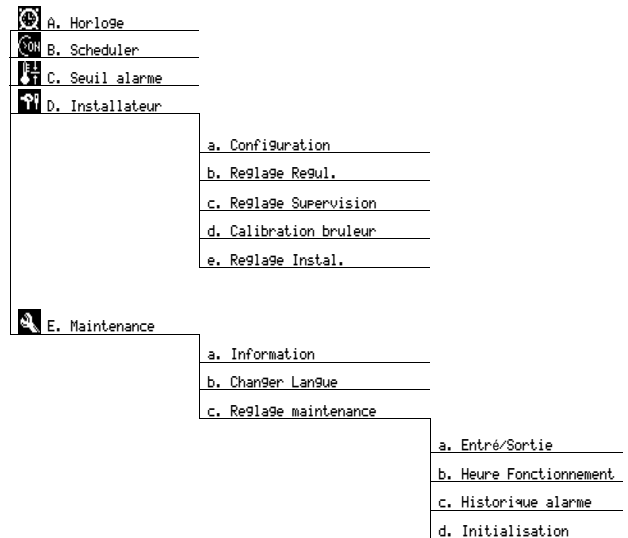 A. Horloge
ON B. Scheduler
C. Seuil alarme
D. Installateur
a. Configuration
b. Reglage Regul.
c. Reglage Supervision
d. Calibration bruleur
e. Reglage Instal.
E. Maintenance
a. Information
b. Changer Langue
c. Reglage maintenance
a. Entré/Sortie
b. Heure Fonctionnement
c. Historique alarme
d. Initialisation